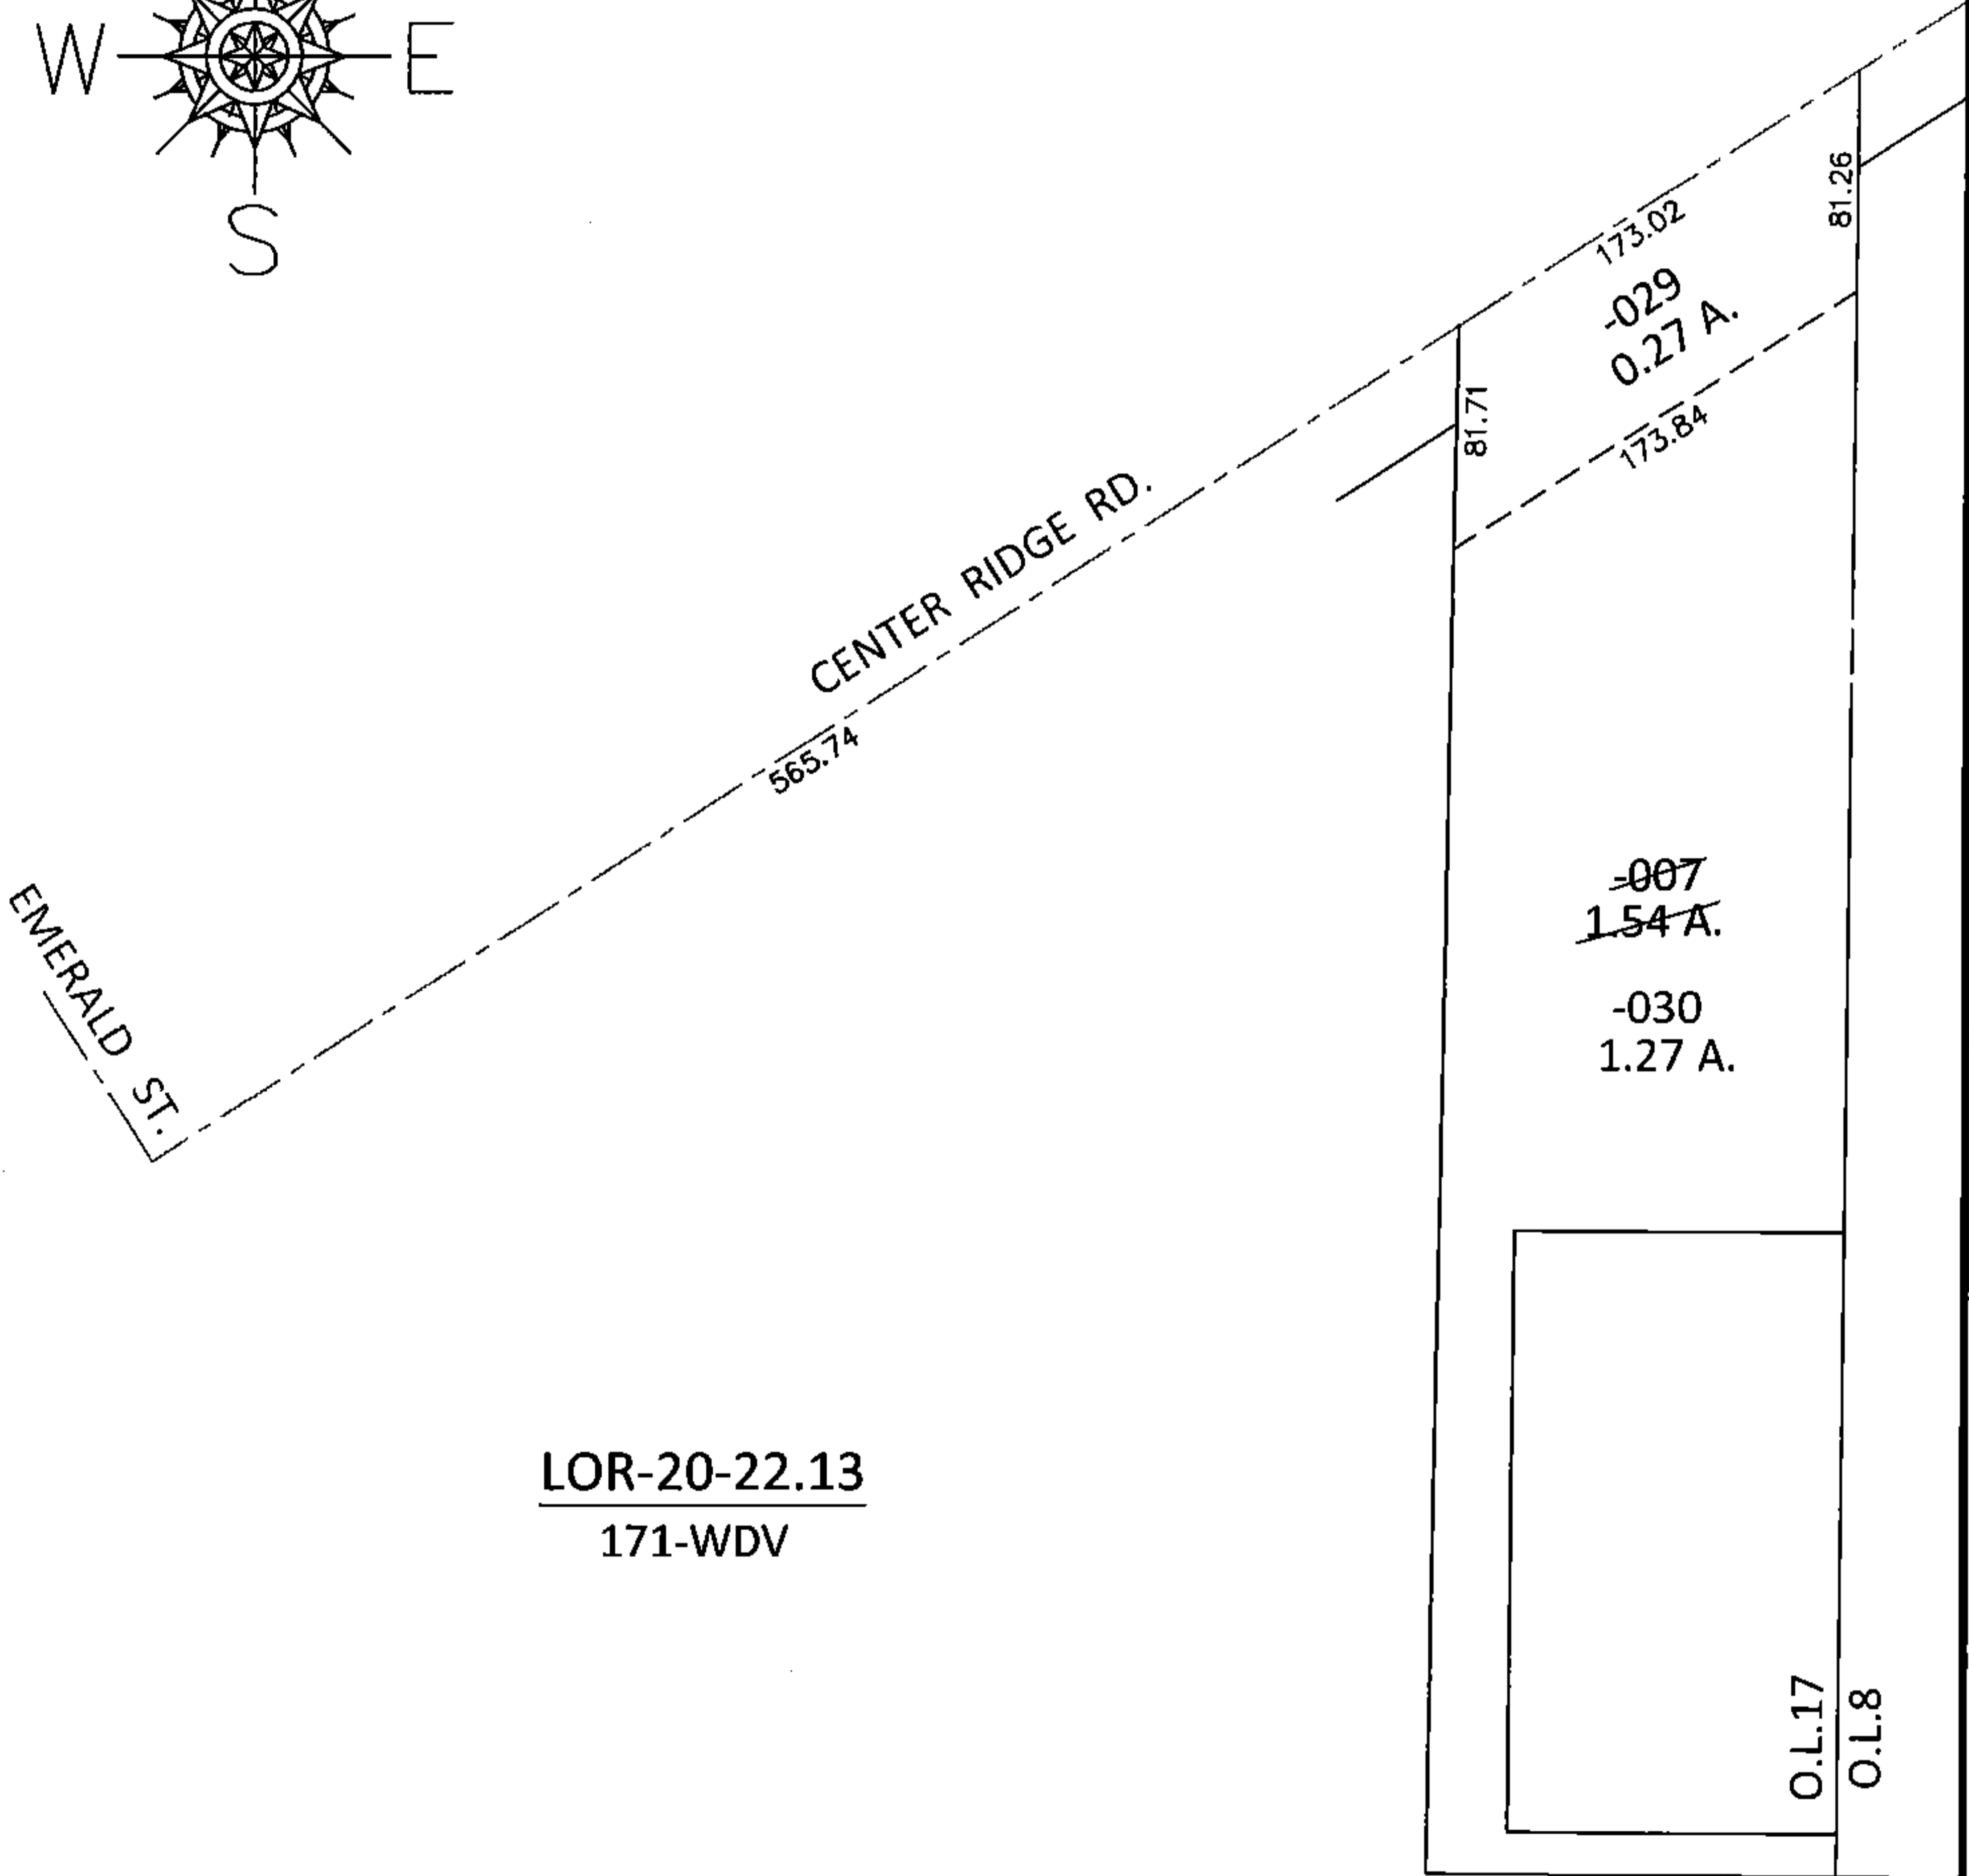 W E
S
173.02
81.26
-029
0.27 A.
81.71
173.84
CENTER RIDGE RD.
565.74
EMERALD ST.
-007
1.54 A.
-030
1.27 A.
LOR-20-22.13
171-WDV
O.L.17
O.L.8